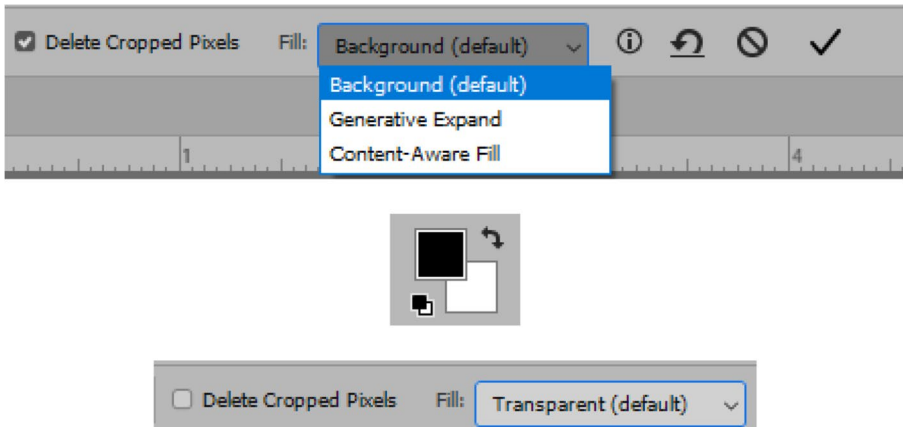 Delete Cropped Pixels Fill: Background (default)
Background (default)
Generative Expand
1 Content-Aware Fill 4
Delete Cropped Pixels Fill: Transparent (default)